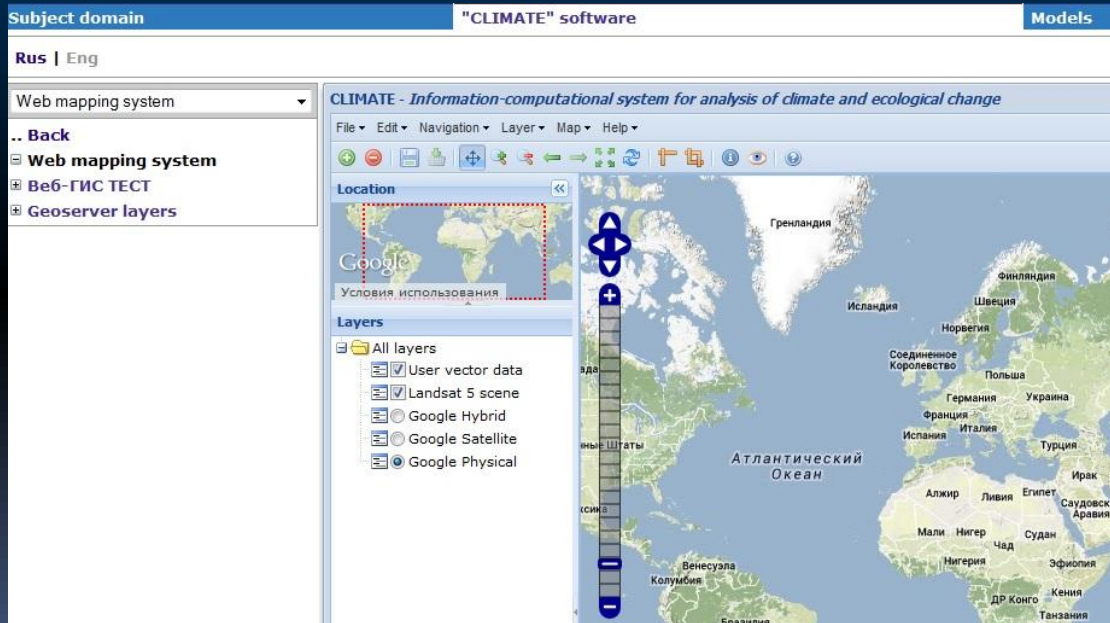 Subject domain
"CLIMATE" software
Models
Rus | Eng
Web mapping system
.. Back
Web mapping system
Веб-ГИС ТЕСТ
Geoserver layers
CLIMATE - Information-computational system for analysis of climate and ecological change
File Edit Navigation Layer Map Help
Location
Google
Условия использования
Layers
All layers
User vector data
Landsat 5 scene
Google Hybrid
Google Satellite
Google Physical
Гренландия
Финляндия
Исландия
Швеция
Норвегия
Соединенное
Королевство
Польша
Германия
Украина
Франция
Италия
Испания
Турция
Штаты
Атлантический
Океан
Ирак
Алжир
Ливия
Египет
Саудовск
Аравия
Мали
Нигер
Судан
Чад
Нигерия
Эфиопия
Венесуэла
Колумбия
ДР Конго
Кения
Танзания
Бразилия